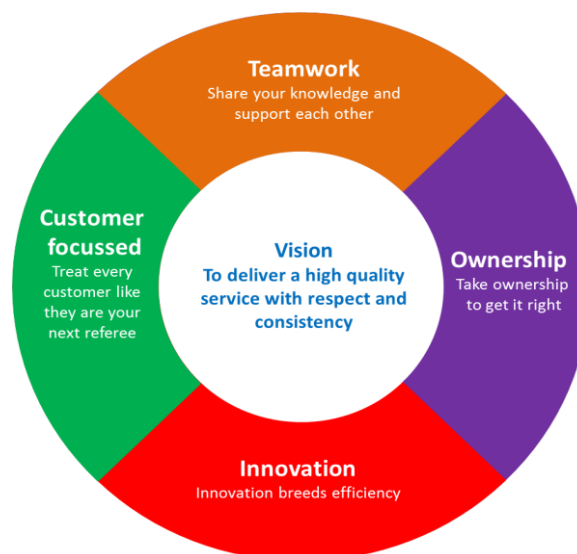 Teamwork
Share your knowledge and
support each other
Customer
focussed
Treat every
customer like
they are your
next referee
Vision
To deliver a high quality
service with respect and
consistency
Ownership
Take ownership
to get it right
Innovation
Innovation breeds efficiency